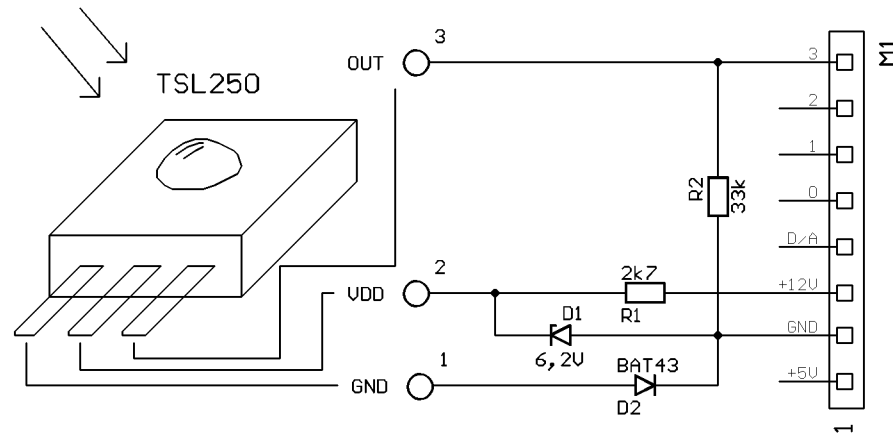 TSL250
OUT
3
3
M1
2
1
0
D/A
R2
33k
VDD
2
2k7
R1
+12V
D1
6,2V
GND
GND
1
BAT43
D2
+5V
1